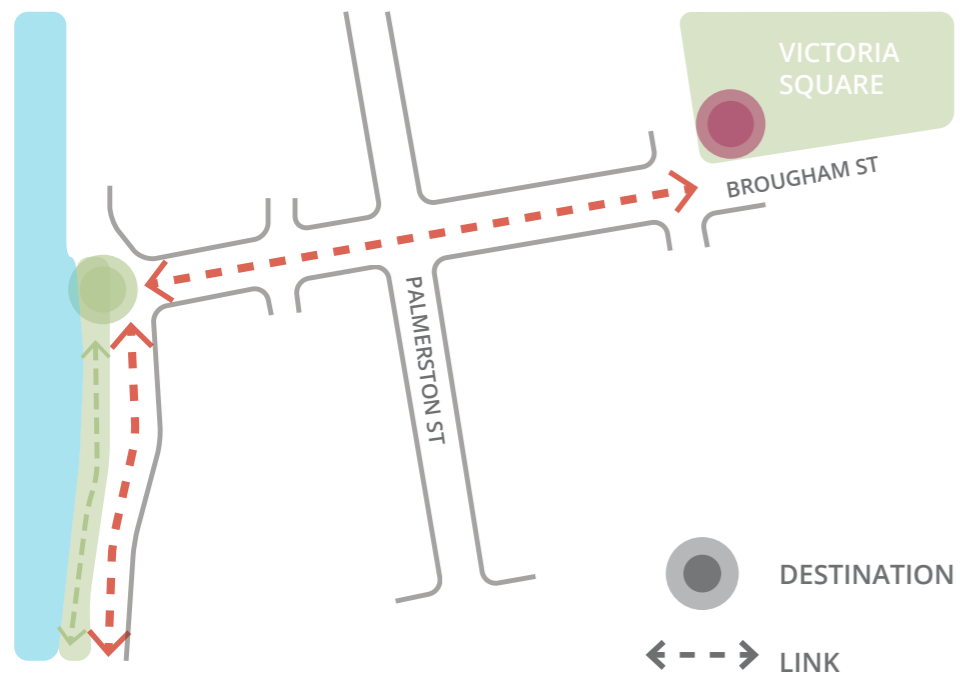 VICTORIA
SQUARE
BROUGHAM ST
PALMERSTON ST
DESTINATION
LINK